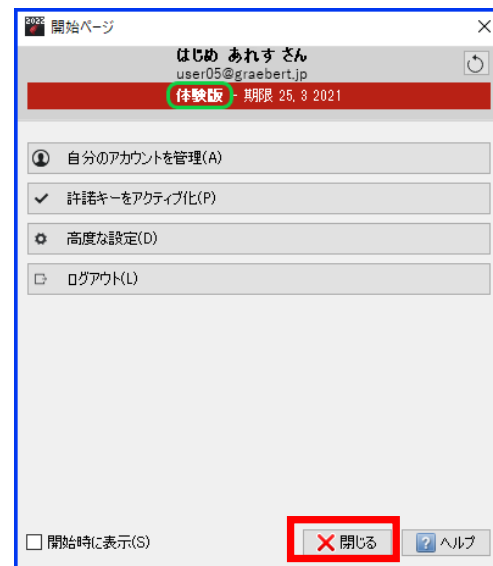 2022 開始ページ
はじめ あれす さん
user05@graebert.jp
体験版 - 期限 25, 3 2021
自分のアカウントを管理(A)
許諾キーをアクティブ化(P)
高度な設定(D)
ログアウト(L)
開始時に表示(S)
閉じる
ヘルプ